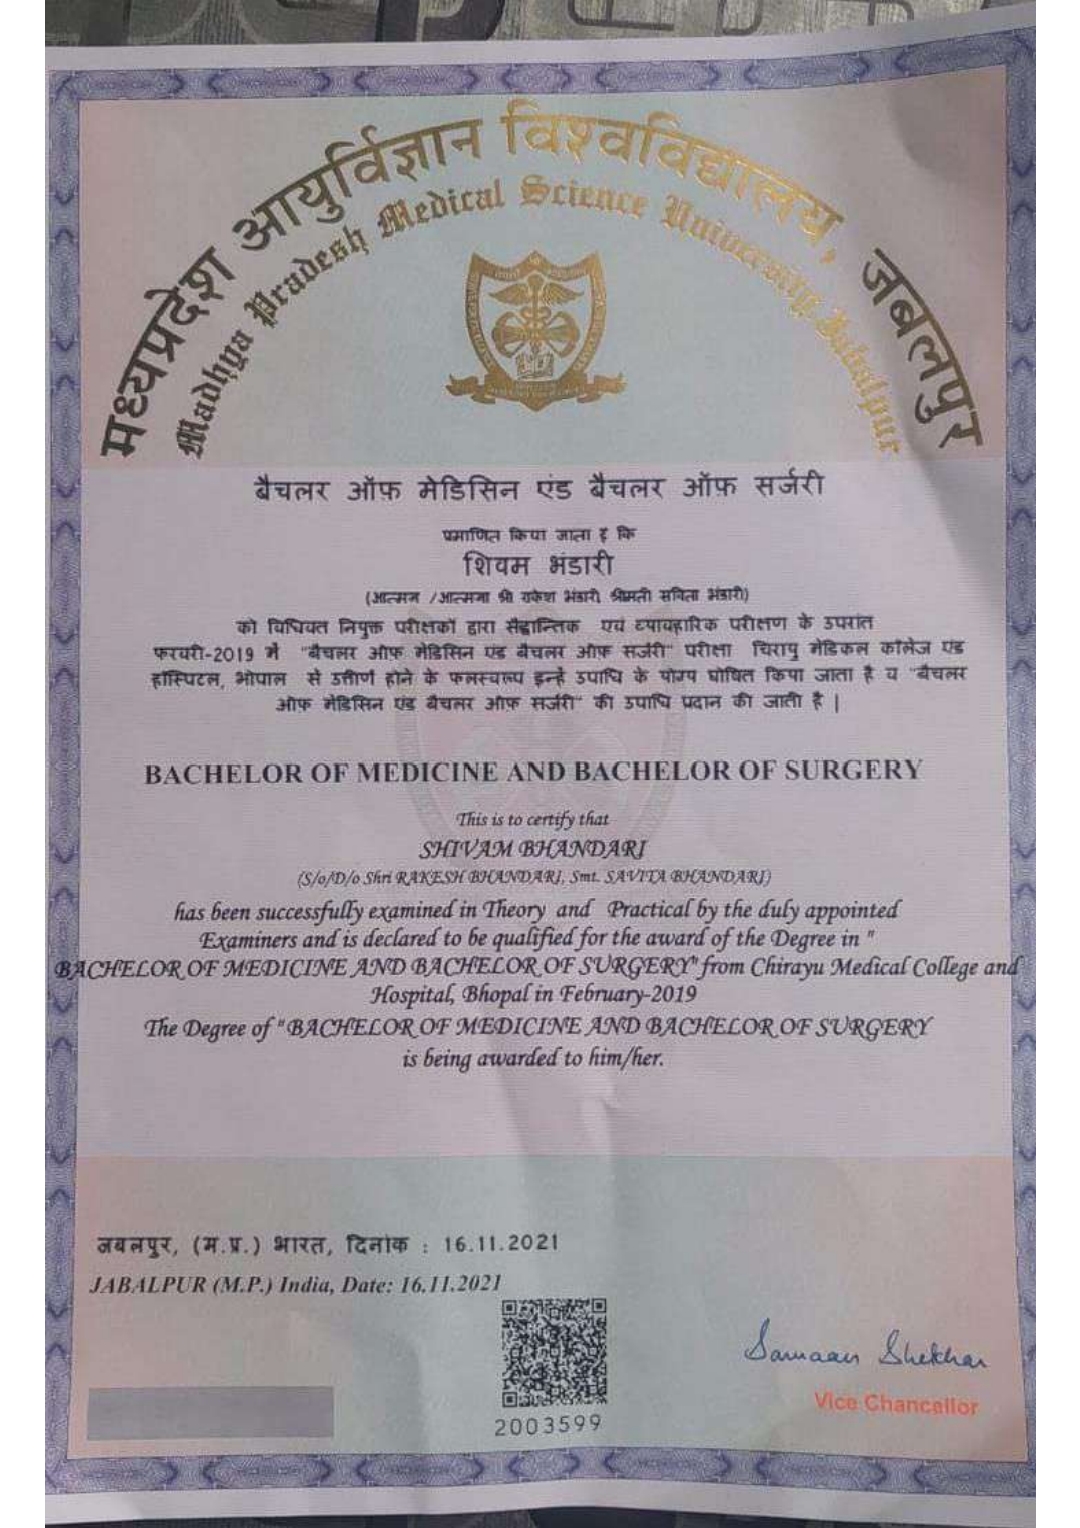 मध्यप्रदेश आयुर्विज्ञान विश्वविद्यालय, जबलपुर
Madhya Pradesh Medical Science University, Jabalpur
बैचलर ऑफ़ मेडिसिन एंड बैचलर ऑफ़ सर्जरी
प्रमाणित किया जाता है कि
शिवम भंडारी
(आत्मज /आत्मजा श्री राकेश भंडारी श्रीमती सविता भंडारी)
को विधिवत नियुक्त परीक्षकों द्वारा सैद्धान्तिक एवं व्यावहारिक परीक्षण के उपरांत
फरवरी-2019 में "बैचलर ऑफ़ मेडिसिन एंड बैचलर ऑफ़ सर्जरी" परीक्षा चिरायु मेडिकल कॉलेज एंड
हॉस्पिटल, भोपाल से उत्तीर्ण होने के फलस्वरूप इन्हें उपाधि के योग्य घोषित किया जाता है व "बैचलर
ऑफ़ मेडिसिन एंड बैचलर ऑफ़ सर्जरी" की उपाधि प्रदान की जाती है |
BACHELOR OF MEDICINE AND BACHELOR OF SURGERY
This is to certify that
SHIVAM BHANDARI
(S/o/D/o Shri RAKESH BHANDARI, Smt. SAVITA BHANDARI)
has been successfully examined in Theory and Practical by the duly appointed
Examiners and is declared to be qualified for the award of the Degree in "
BACHELOR OF MEDICINE AND BACHELOR OF SURGERY" from Chirayu Medical College and
Hospital, Bhopal in February-2019
The Degree of "BACHELOR OF MEDICINE AND BACHELOR OF SURGERY
is being awarded to him/her.
जबलपुर, (म.प्र.) भारत, दिनांक : 16.11.2021
JABALPUR (M.P.) India, Date: 16.11.2021
2003599
Samaan Shekhar
Vice Chancellor